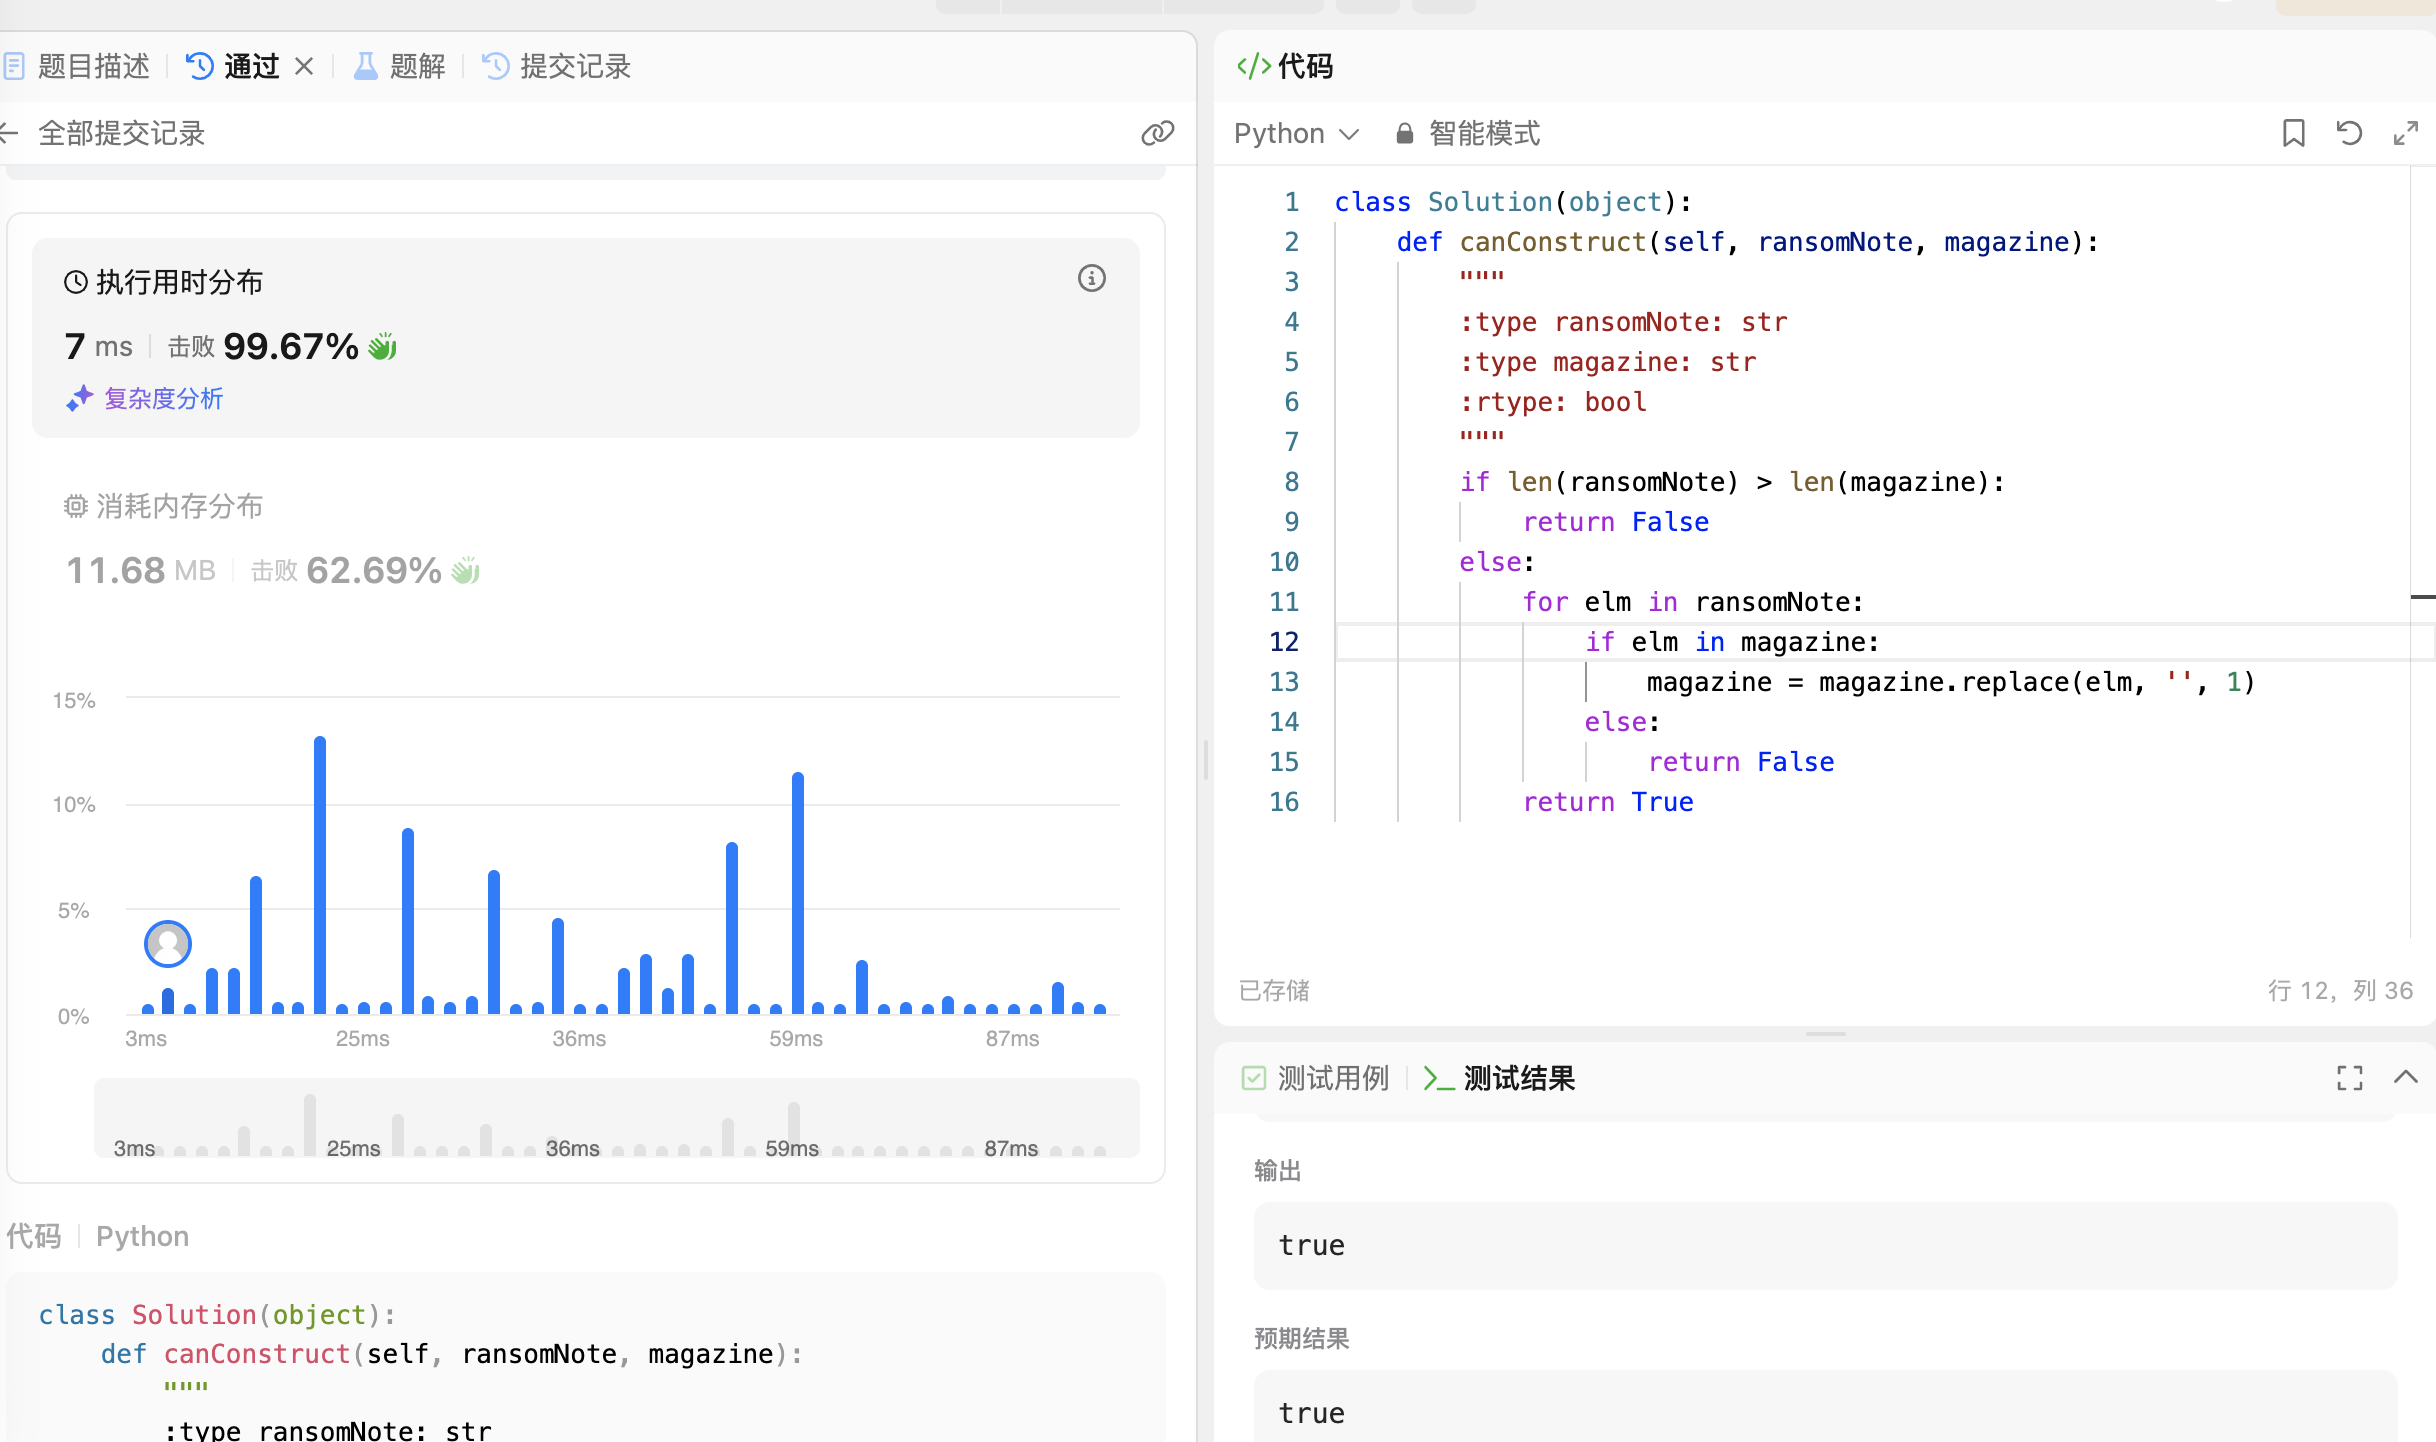 题目描述
通过
题解
提交记录
全部提交记录
执行用时分布
7 ms 击败 99.67%
复杂度分析
消耗内存分布
11.68 MB 击败 62.69%
15%
10%
5%
0%
3ms 25ms 36ms 59ms 87ms
3ms 25ms 36ms 59ms 87ms
代码 Python
class Solution(object):
    def canConstruct(self, ransomNote, magazine):
        """
        :type ransomNote: str
</> 代码
Python 智能模式
1 class Solution(object):
2     def canConstruct(self, ransomNote, magazine):
3         """
4         :type ransomNote: str
5         :type magazine: str
6         :rtype: bool
7         """
8         if len(ransomNote) > len(magazine):
9             return False
10         else:
11             for elm in ransomNote:
12                 if elm in magazine:
13                     magazine = magazine.replace(elm, '', 1)
14                 else:
15                     return False
16             return True
已存储
行 12，列 36
测试用例
测试结果
输出
true
预期结果
true